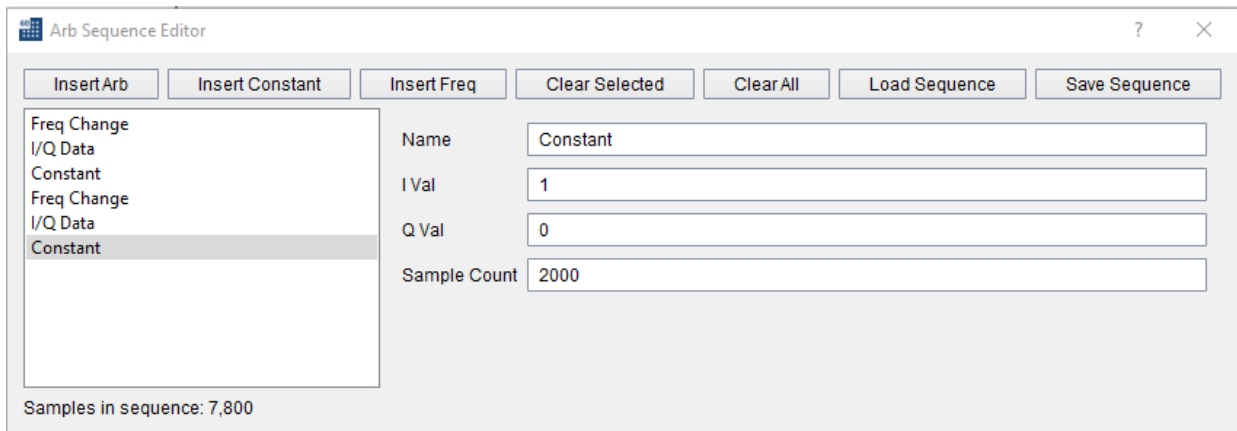 Arb Sequence Editor ?
Insert Arb Insert Constant Insert Freq Clear Selected Clear All Load Sequence Save Sequence
Freq Change
I/Q Data
Constant
Freq Change
I/Q Data
Constant
Name Constant
I Val 1
Q Val 0
Sample Count 2000
Samples in sequence: 7,800